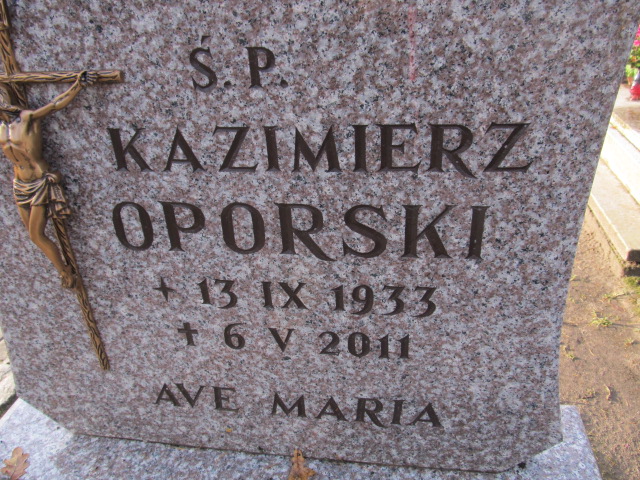 Ś.P.
KAZIMIERZ
OPORSKI
+ 13 IX 1933
+ 6 V 2011
AVE MARIA